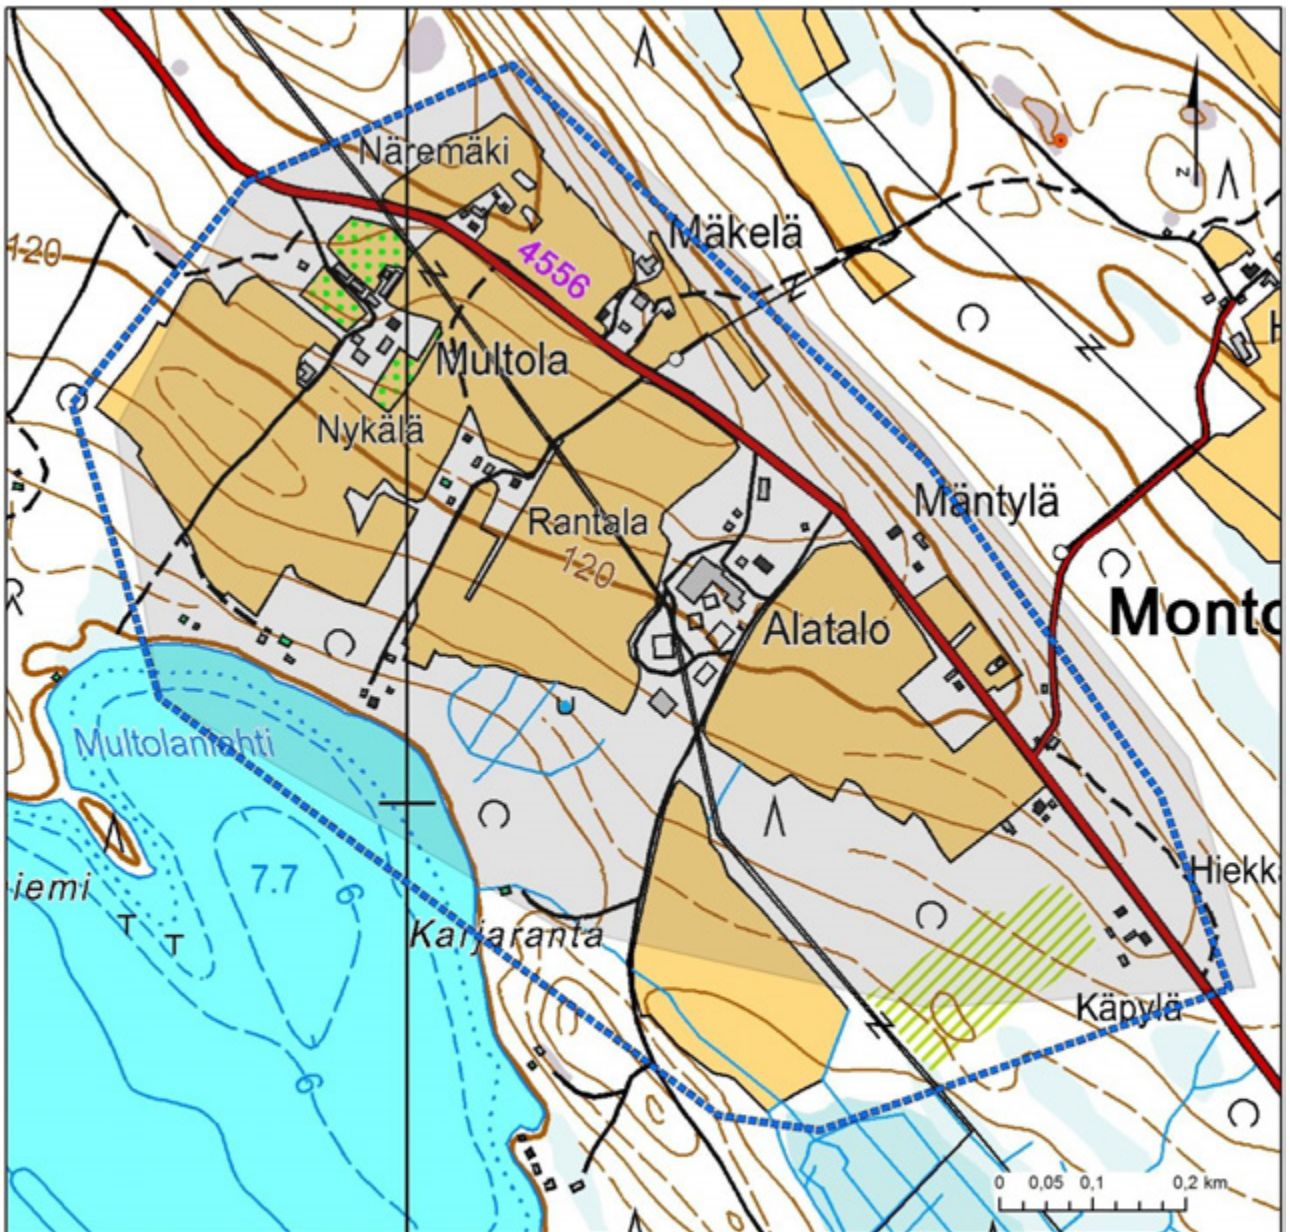 Näremäki
Mäkelä
120
4556
Multola
Nykälä
Mäntylä
Rantala
120
Alatalo
Monto
Multolanlahti
7.7
6
iemi
Hiekk
Karjaranta
Käpylä
6
0 0,05 0,1 0,2 km
N
H
T
T